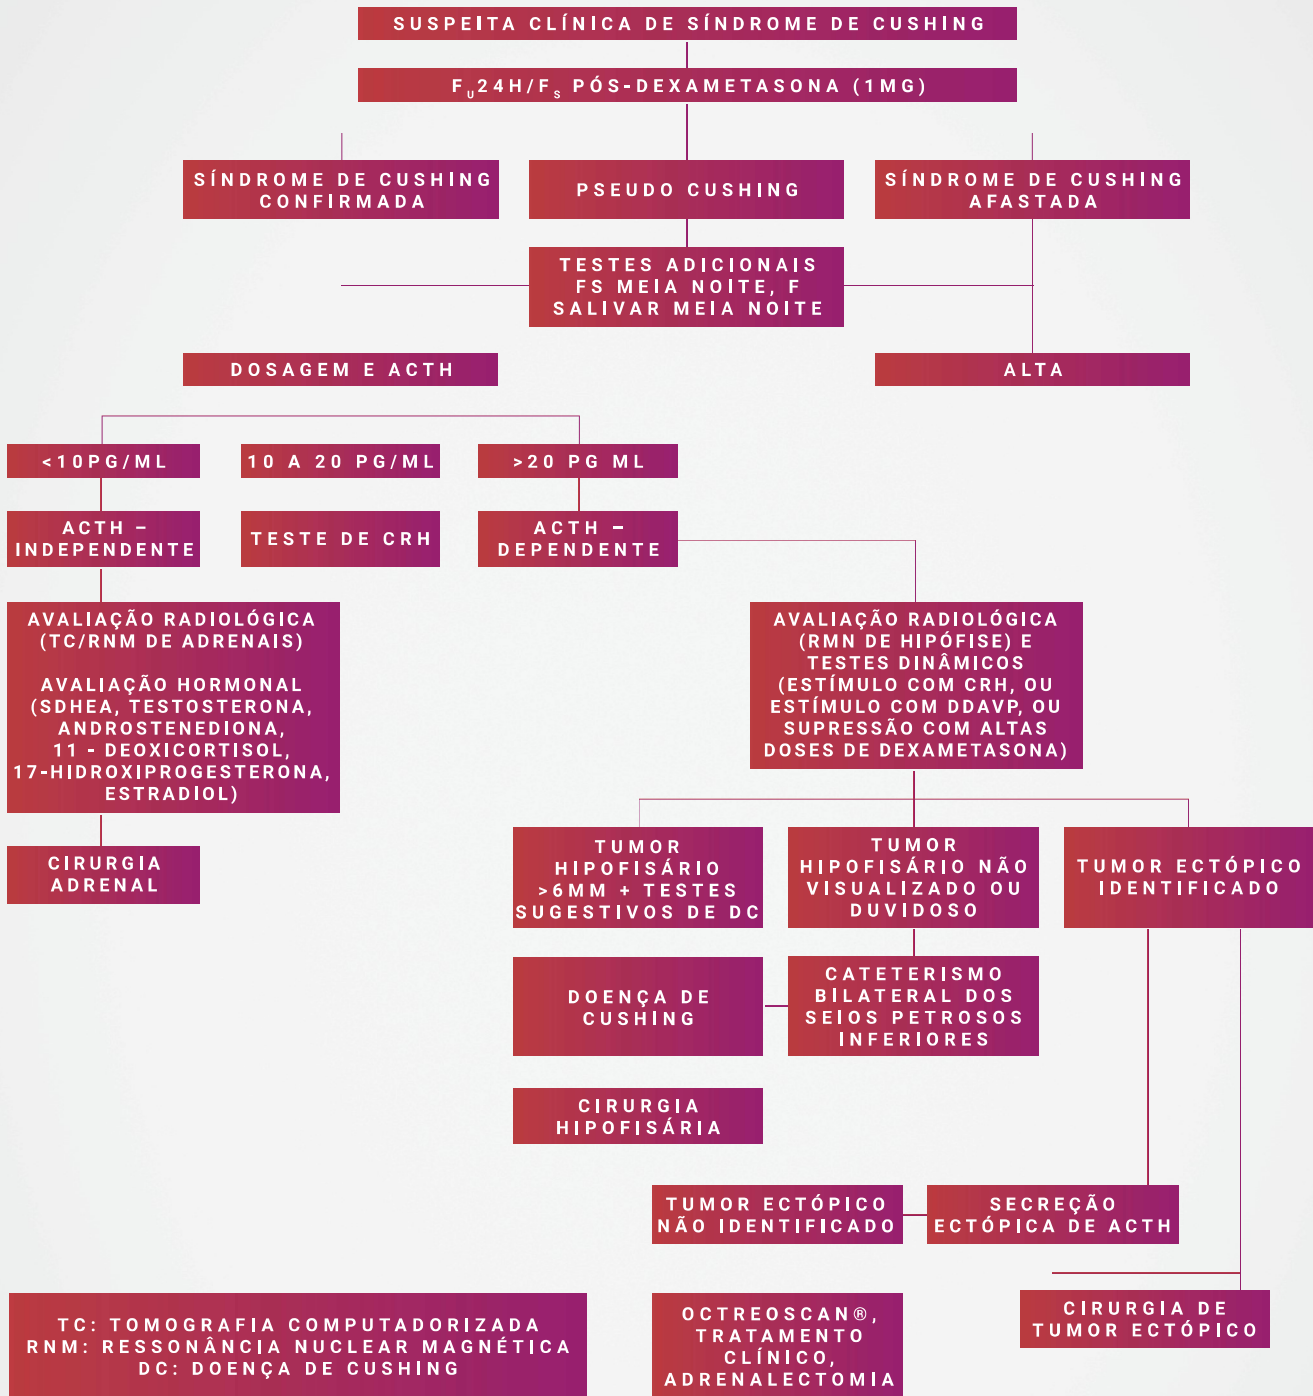 SUSPEITA CLÍNICA DE SÍNDROME DE CUSHING
FU24H/FS PÓS-DEXAMETASONA (1MG)
SÍNDROME DE CUSHING
CONFIRMADA
PSEUDO CUSHING
SÍNDROME DE CUSHING
AFASTADA
TESTES ADICIONAIS
FS MEIA NOITE, F
SALIVAR MEIA NOITE
DOSAGEM E ACTH
ALTA
<10PG/ML
10 A 20 PG/ML
>20 PG ML
ACTH –
INDEPENDENTE
TESTE DE CRH
ACTH –
DEPENDENTE
AVALIAÇÃO RADIOLÓGICA
(TC/RNM DE ADRENAIS)
AVALIAÇÃO HORMONAL
(SDHEA, TESTOSTERONA,
ANDROSTENEDIONA,
11 - DEOXICORTISOL,
17-HIDROXIPROGESTERONA,
ESTRADIOL)
AVALIAÇÃO RADIOLÓGICA
(RMN DE HIPÓFISE) E
TESTES DINÂMICOS
(ESTÍMULO COM CRH, OU
ESTÍMULO COM DDAVP, OU
SUPRESSÃO COM ALTAS
DOSES DE DEXAMETASONA)
CIRURGIA
ADRENAL
TUMOR
HIPOFISÁRIO
>6MM + TESTES
SUGESTIVOS DE DC
TUMOR
HIPOFISÁRIO NÃO
VISUALIZADO OU
DUVIDOSO
TUMOR ECTÓPICO
IDENTIFICADO
DOENÇA DE
CUSHING
CATETERISMO
BILATERAL DOS
SEIOS PETROSOS
INFERIORES
CIRURGIA
HIPOFISÁRIA
TUMOR ECTÓPICO
NÃO IDENTIFICADO
SECREÇÃO
ECTÓPICA DE ACTH
TC: TOMOGRAFIA COMPUTADORIZADA
RNM: RESSONÂNCIA NUCLEAR MAGNÉTICA
DC: DOENÇA DE CUSHING
OCTREOSCAN®,
TRATAMENTO
CLÍNICO,
ADRENALECTOMIA
CIRURGIA DE
TUMOR ECTÓPICO